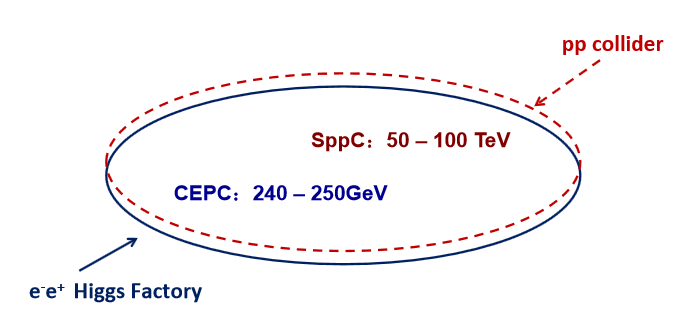 pp collider
SppC：50 – 100 TeV
CEPC：240 – 250GeV
e⁻e⁺ Higgs Factory